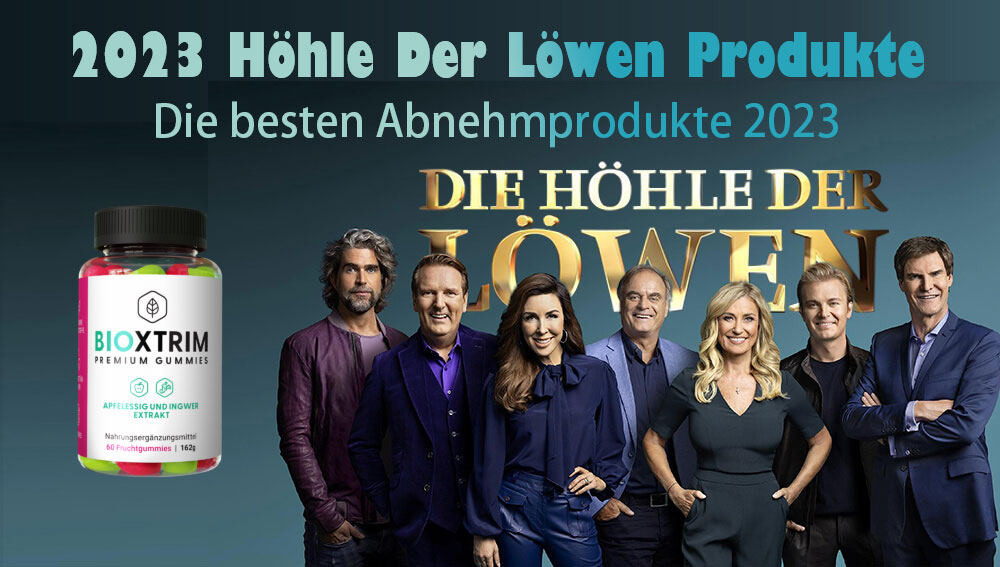 2023 Höhle Der Löwen Produkte
Die besten Abnehmprodukte 2023
DIE HÖHLE DER
LÖWEN
BIOXTRIM
PREMIUM GUMMIES
APFELESSIG UND INGWER
EXTRAKT
Nahrungsergänzungsmittel
60 Fruchtgummies | 162g